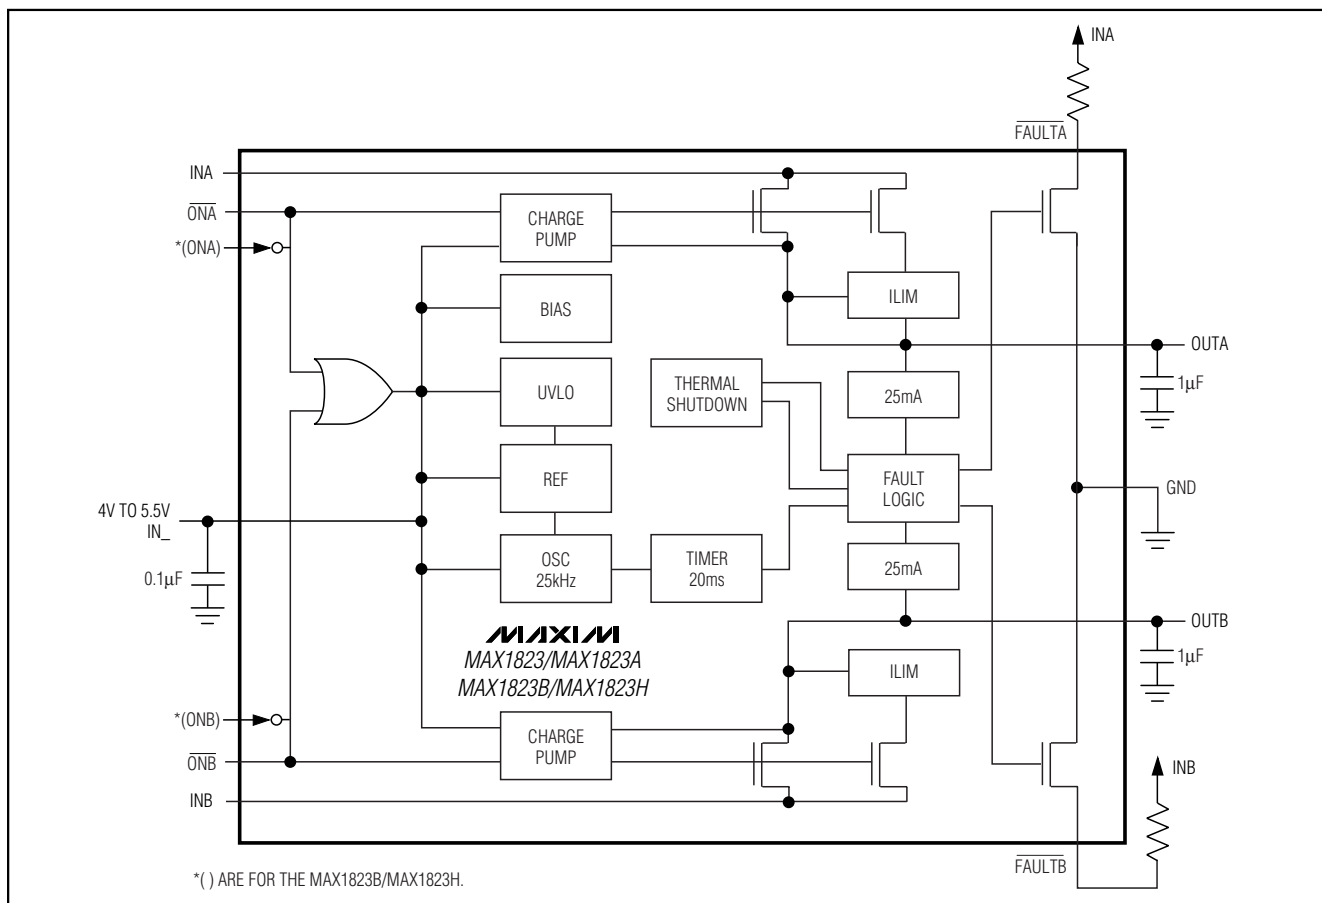 INA
FAULTA
INA
ONA
*(ONA)
CHARGE
PUMP
ILIM
BIAS
OUTA
1µF
UVLO
THERMAL
SHUTDOWN
25mA
REF
FAULT
LOGIC
GND
4V TO 5.5V
IN_
0.1µF
OSC
25kHz
TIMER
20ms
25mA
OUTB
1µF
MAXIM
MAX1823/MAX1823A
MAX1823B/MAX1823H
ILIM
*(ONB)
CHARGE
PUMP
ONB
INB
INB
FAULTB
*( ) ARE FOR THE MAX1823B/MAX1823H.